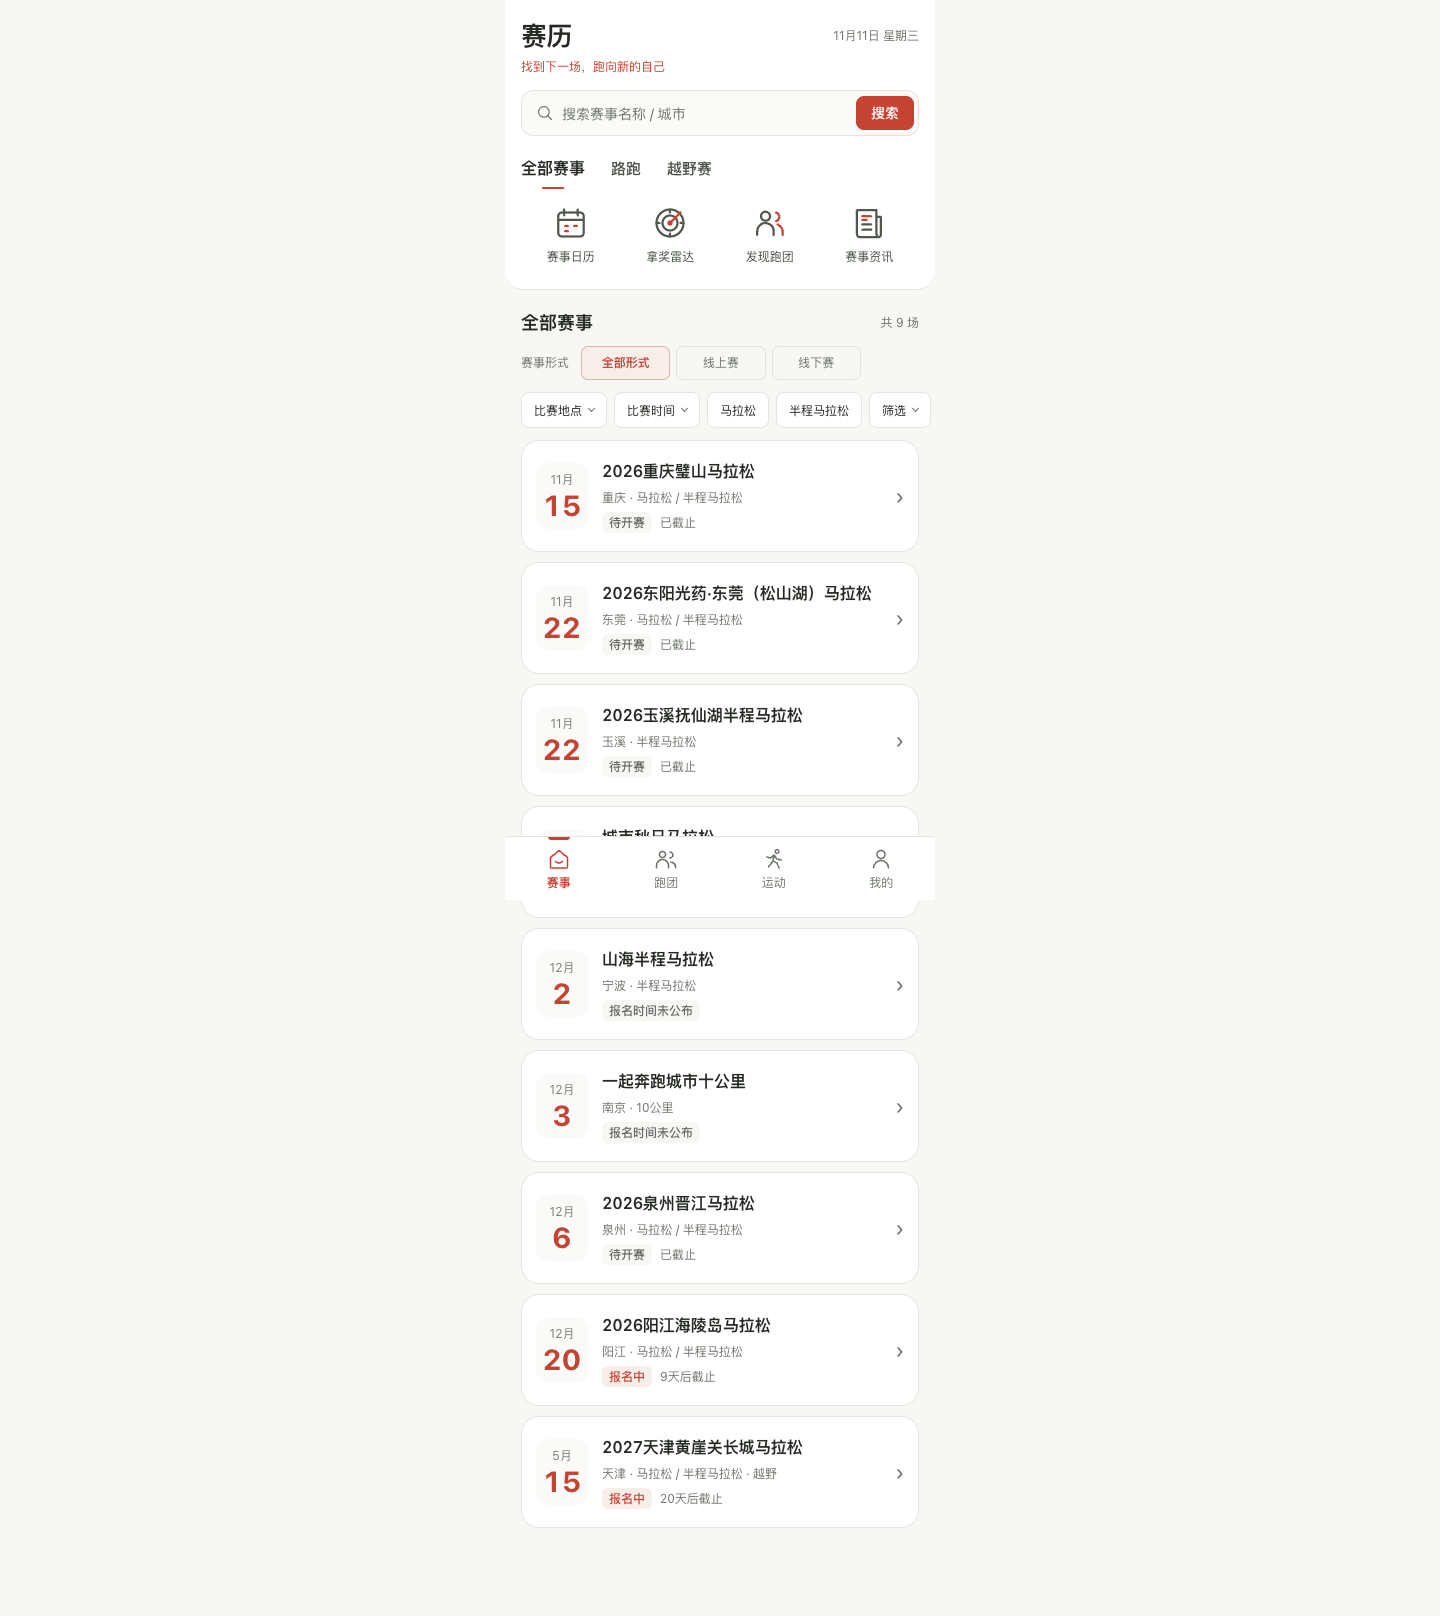 赛历
11月11日 星期三
找到下一场，跑向新的自己
搜索赛事名称 / 城市
搜索
全部赛事 路跑 越野赛
赛事日历 拿奖雷达 发现跑团 赛事资讯
全部赛事
共 9 场
赛事形式 全部形式 线上赛 线下赛
比赛地点 比赛时间 马拉松 半程马拉松 筛选
11月
15
2026重庆璧山马拉松
重庆 · 马拉松 / 半程马拉松
待开赛 已截止
11月
22
2026东阳光药·东莞（松山湖）马拉松
东莞 · 马拉松 / 半程马拉松
待开赛 已截止
11月
22
2026玉溪抚仙湖半程马拉松
玉溪 · 半程马拉松
待开赛 已截止
城市秋日马拉松
赛事 跑团 运动 我的
12月
2
山海半程马拉松
宁波 · 半程马拉松
报名时间未公布
12月
3
一起奔跑城市十公里
南京 · 10公里
报名时间未公布
12月
6
2026泉州晋江马拉松
泉州 · 马拉松 / 半程马拉松
待开赛 已截止
12月
20
2026阳江海陵岛马拉松
阳江 · 马拉松 / 半程马拉松
报名中 9天后截止
5月
15
2027天津黄崖关长城马拉松
天津 · 马拉松 / 半程马拉松 · 越野
报名中 20天后截止